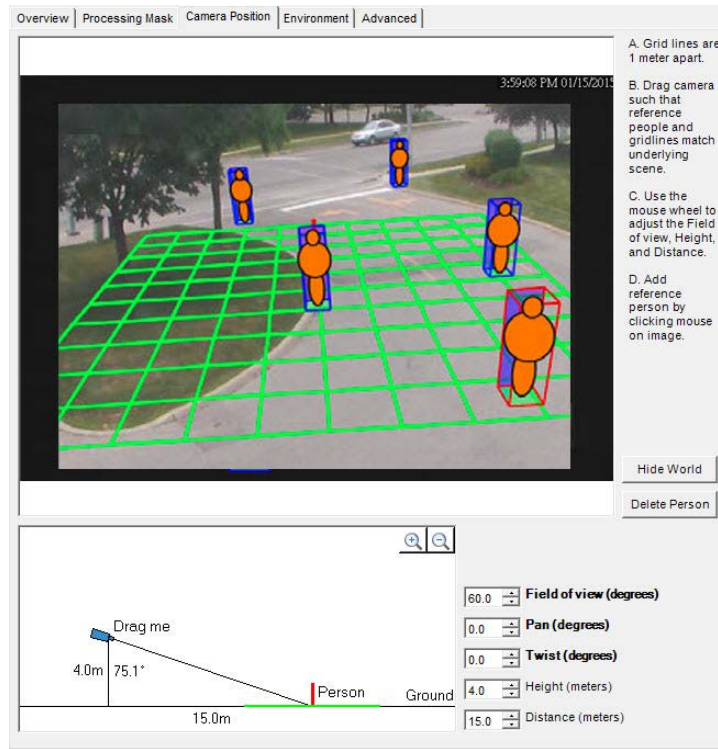 Overview Processing Mask Camera Position Environment Advanced
3:59:08 PM 01/15/2015
A. Grid lines are
1 meter apart.
B. Drag camera
such that
reference
people and
gridlines match
underlying
scene.
C. Use the
mouse wheel to
adjust the Field
of view, Height,
and Distance.
D. Add
reference
person by
clicking mouse
on image.
Hide World
Delete Person
Drag me
4.0m 75.1°
Person
Ground
15.0m
60.0 Field of view (degrees)
0.0 Pan (degrees)
0.0 Twist (degrees)
4.0 Height (meters)
15.0 Distance (meters)